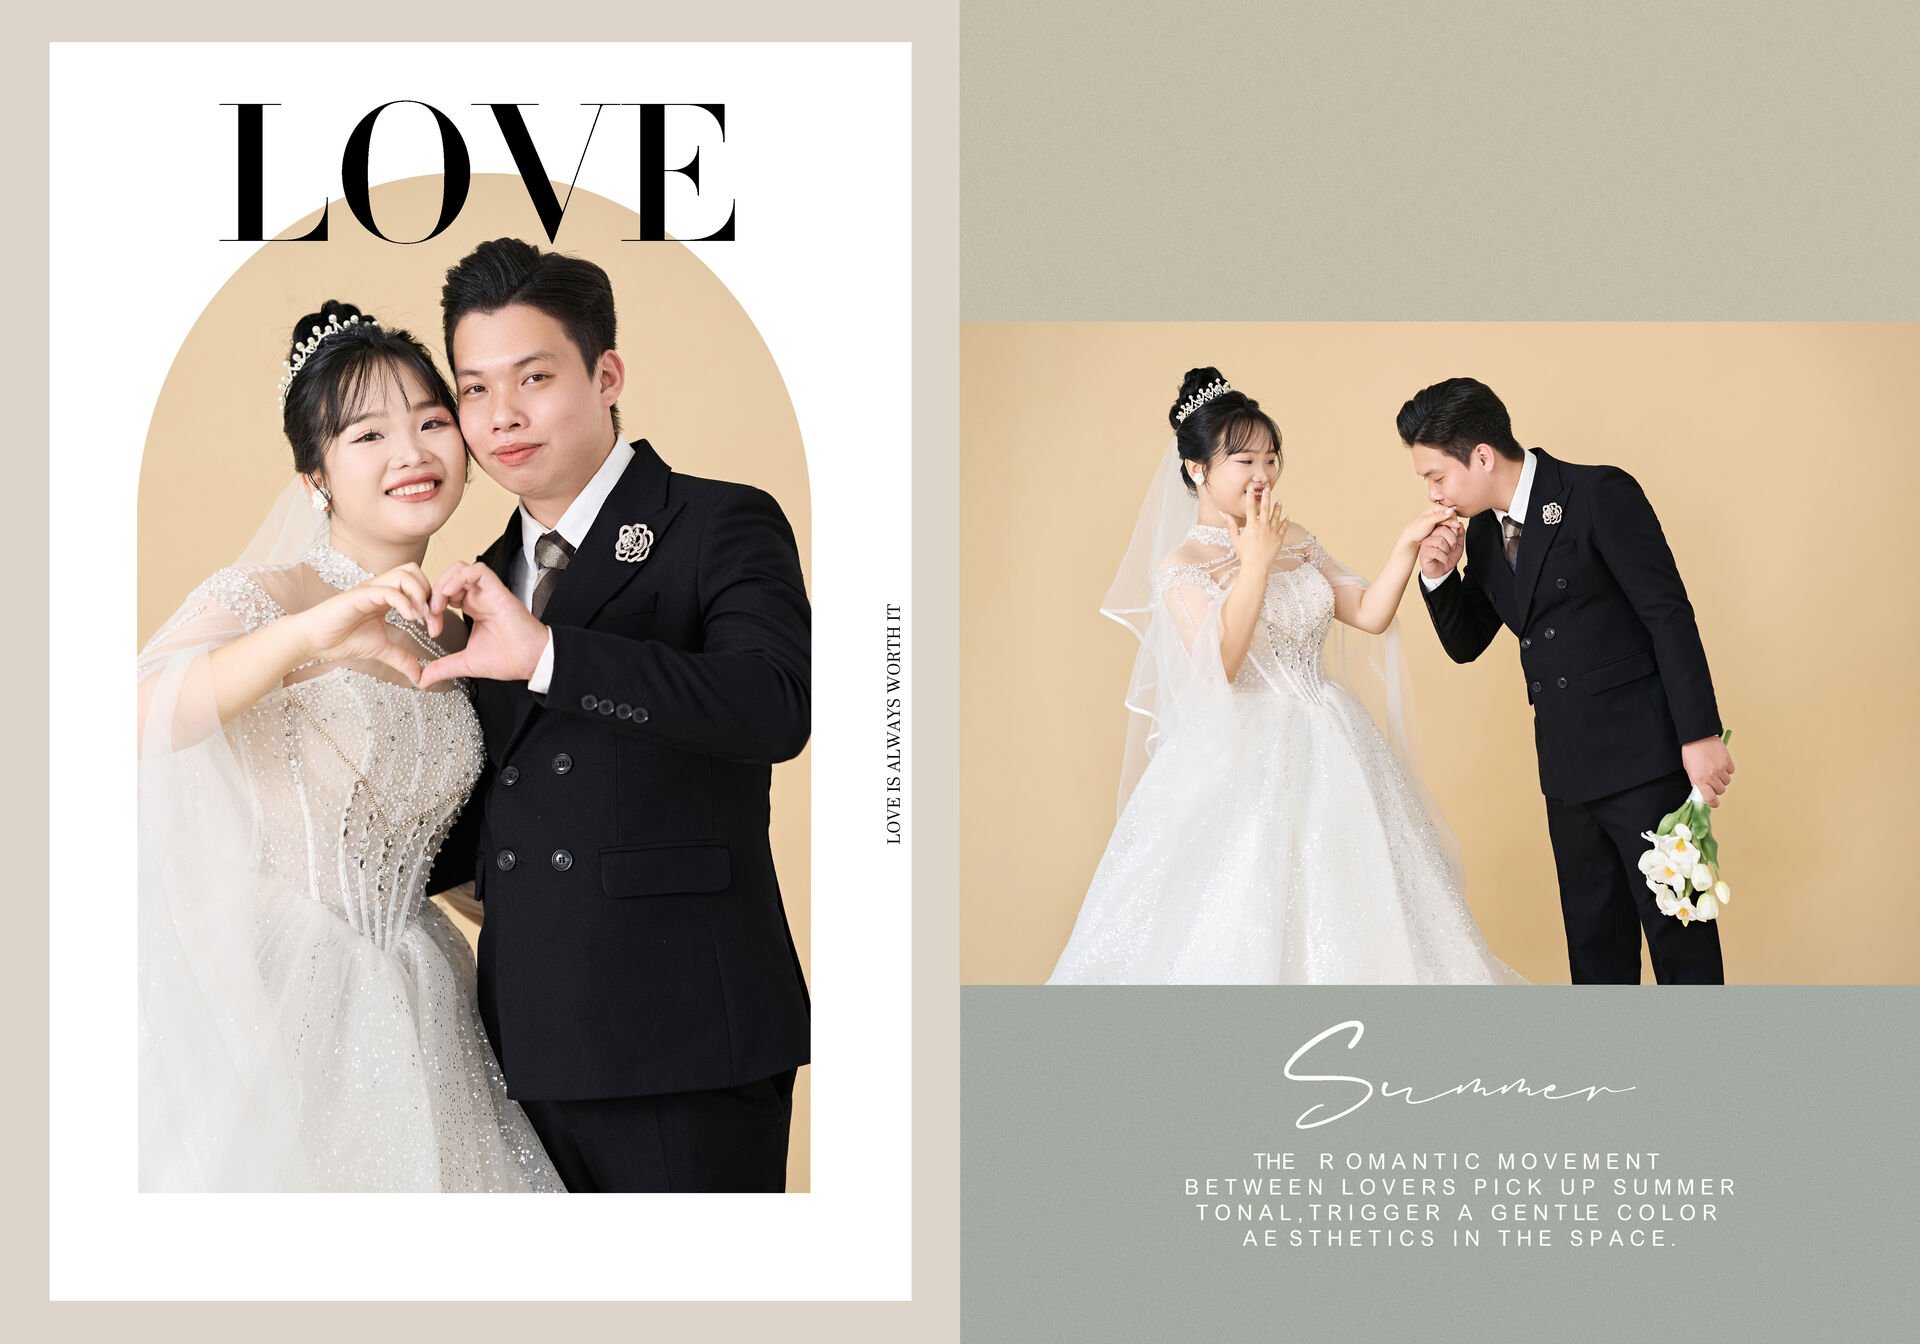 LOVE
LOVE IS ALWAYS WORTH IT
Summer
THE R OMANTIC MOVEMENT
BETWEEN LOVERS PICK UP SUMMER
TONAL,TRIGGER A GENTLE COLOR
AE STHETICS IN THE SPACE.